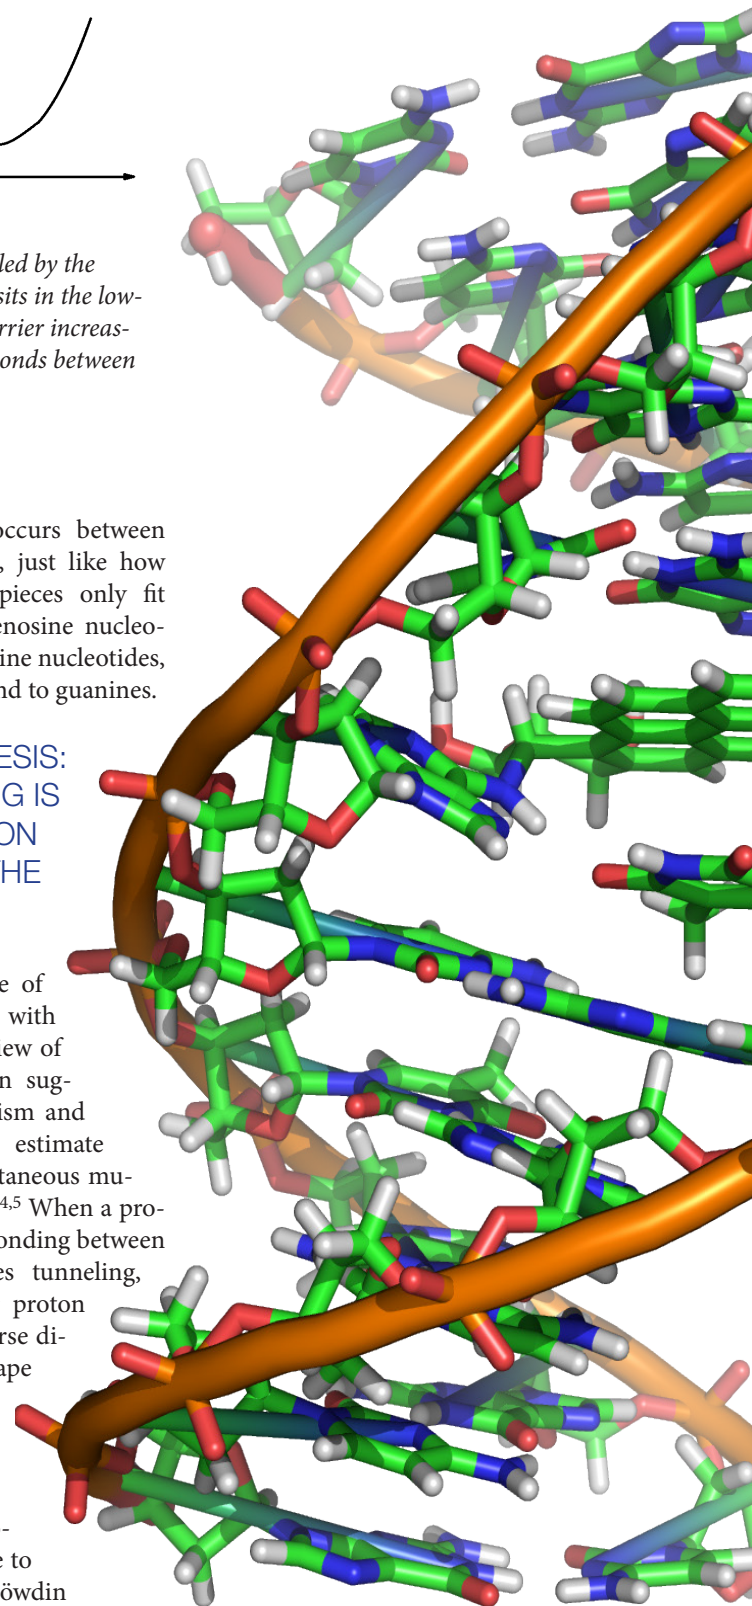 led by the
sits in the low-
rrier increas-
onds between
occurs between
, just like how
pieces only fit
enosine nucleo-
ine nucleotides,
nd to guanines.
ESIS:
G IS
ON
THE
e of
with
iew of
n sug-
ism and
estimate
taneous mu-
4,5 When a pro-
onding between
es tunneling,
proton
rse di-
ape
-
e to
öwdin